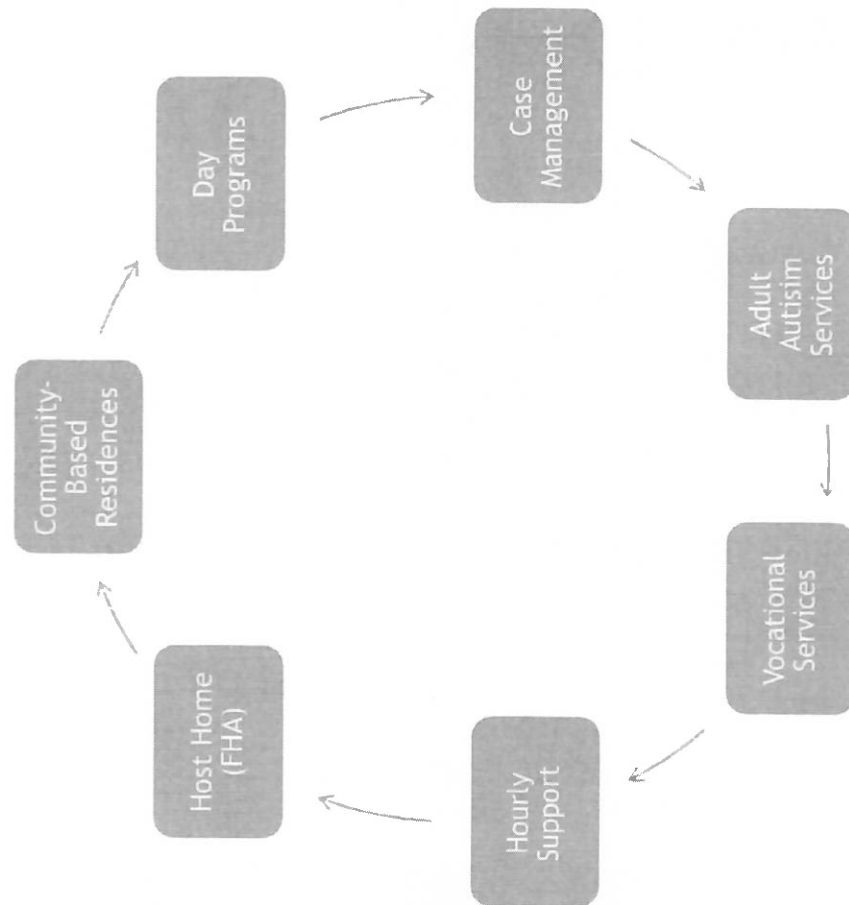 Community-
Based
Residences
Day
Programs
Case
Management
Adult
Autisim
Services
Vocational
Services
Hourly
Support
Host Home
(FHA)